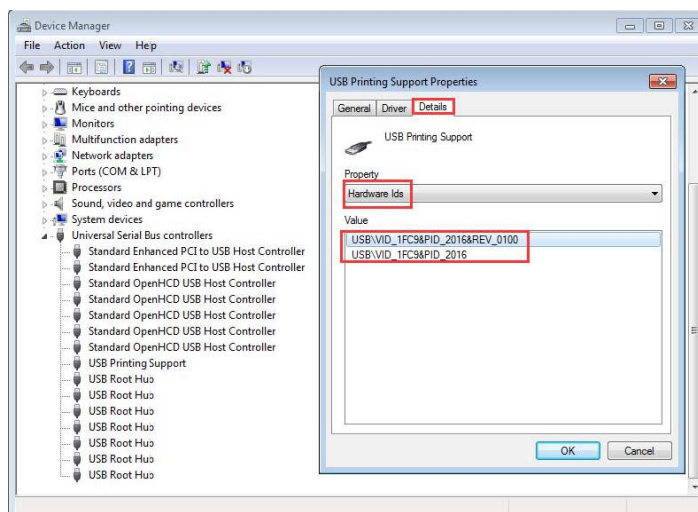 Device Manager
File Action View Help
Keyboards
Mice and other pointing devices
Monitors
Multifunction adapters
Network adapters
Ports (COM & LPT)
Processors
Sound, video and game controllers
System devices
Universal Serial Bus controllers
Standard Enhanced PCI to USB Host Controller
Standard Enhanced PCI to USB Host Controller
Standard OpenHCD USB Host Controller
Standard OpenHCD USB Host Controller
Standard OpenHCD USB Host Controller
Standard OpenHCD USB Host Controller
Standard OpenHCD USB Host Controller
USB Printing Support
USB Root Hub
USB Root Hub
USB Root Hub
USB Root Hub
USB Root Hub
USB Root Hub
USB Root Hub
USB Printing Support Properties
General Driver Details
USB Printing Support
Property
Hardware Ids
Value
USB\VID_1FC9&PID_2016&REV_0100
USB\VID_1FC9&PID_2016
OK Cancel